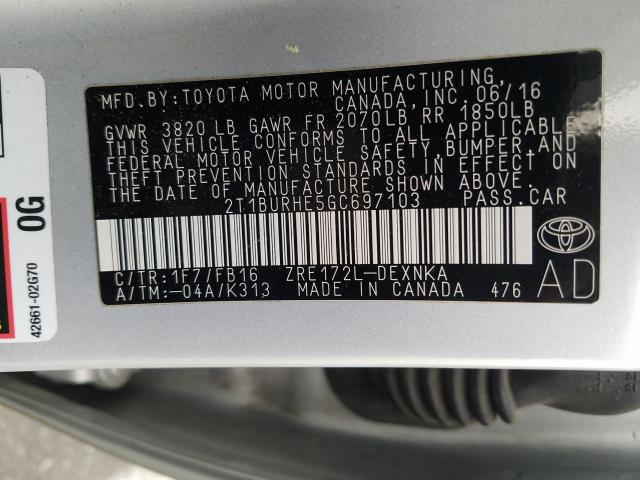 MFD.BY:TOYOTA MOTOR MANUFACTURING,
CANADA, INC. 06/16
GVWR 3820 LB GAWR FR 2070LB RR 1850LB
THIS VEHICLE CONFORMS TO ALL APPLICABLE
FEDERAL MOTOR VEHICLE SAFETY, BUMPER AND
THEFT PREVENTION STANDARDS IN EFFECT ON
THE DATE OF MANUFACTURE SHOWN ABOVE.
2T1BURHE5GC697103 PASS.CAR
C/TR:1F7/FB16 ZRE172L-DEXNKA
A/TM:-04A/K313 MADE IN CANADA 476
AD
0G
42661-02G70